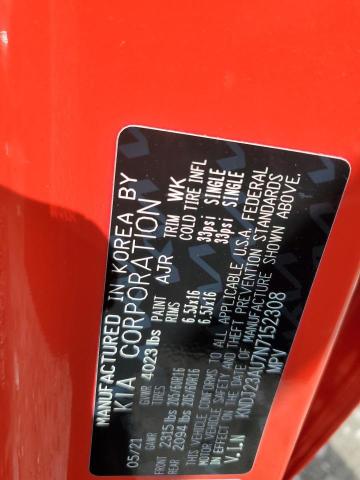 MANUFACTURED IN KOREA BY
KIA CORPORATION
05/21 GVWR 4023 lbs PAINT AJR TRIM WK
GAWR TIRES RIMS COLD TIRE INFL
2315 lbs 205/60R16 6.5Jx16 33psi SINGLE
REAR 2094 lbs 205/60R16 6.5Jx16 33psi SINGLE
THIS VEHICLE CONFORMS TO ALL APPLICABLE U.S.A. FEDERAL
MOTOR VEHICLE SAFETY AND THEFT PREVENTION STANDARDS
IN EFFECT ON THE DATE OF MANUFACTURE SHOWN ABOVE.
V.I.N KNDJ23AU7N7152308
MPV